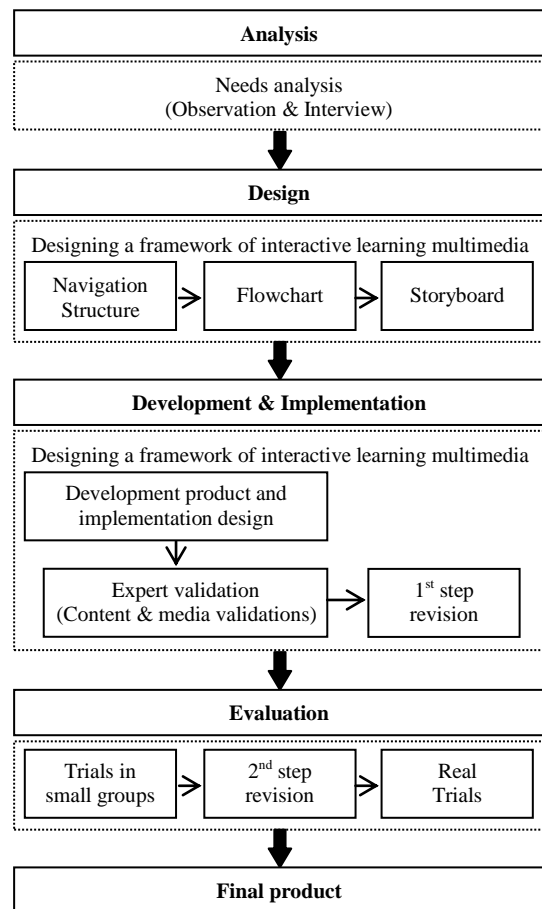 Analysis
Needs analysis
(Observation & Interview)
Design
Designing a framework of interactive learning multimedia
Navigation
Structure
Flowchart
Storyboard
Development & Implementation
Designing a framework of interactive learning multimedia
Development product and
implementation design
Expert validation
(Content & media validations)
1st step
revision
Evaluation
Trials in
small groups
2nd step
revision
Real
Trials
Final product